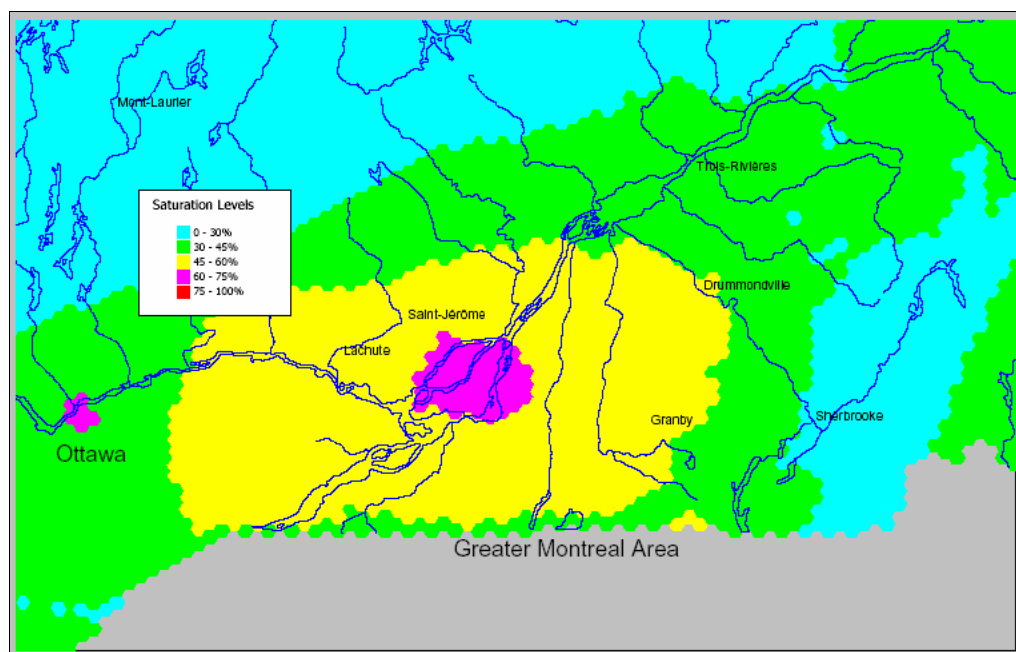 Mont-Laurier
Trois-Rivières
Saturation Levels
0 - 30%
30 - 45%
45 - 60%
60 - 75%
75 - 100%
Drummondville
Saint-Jérôme
Lachute
Granby
Sherbrooke
Ottawa
Greater Montreal Area